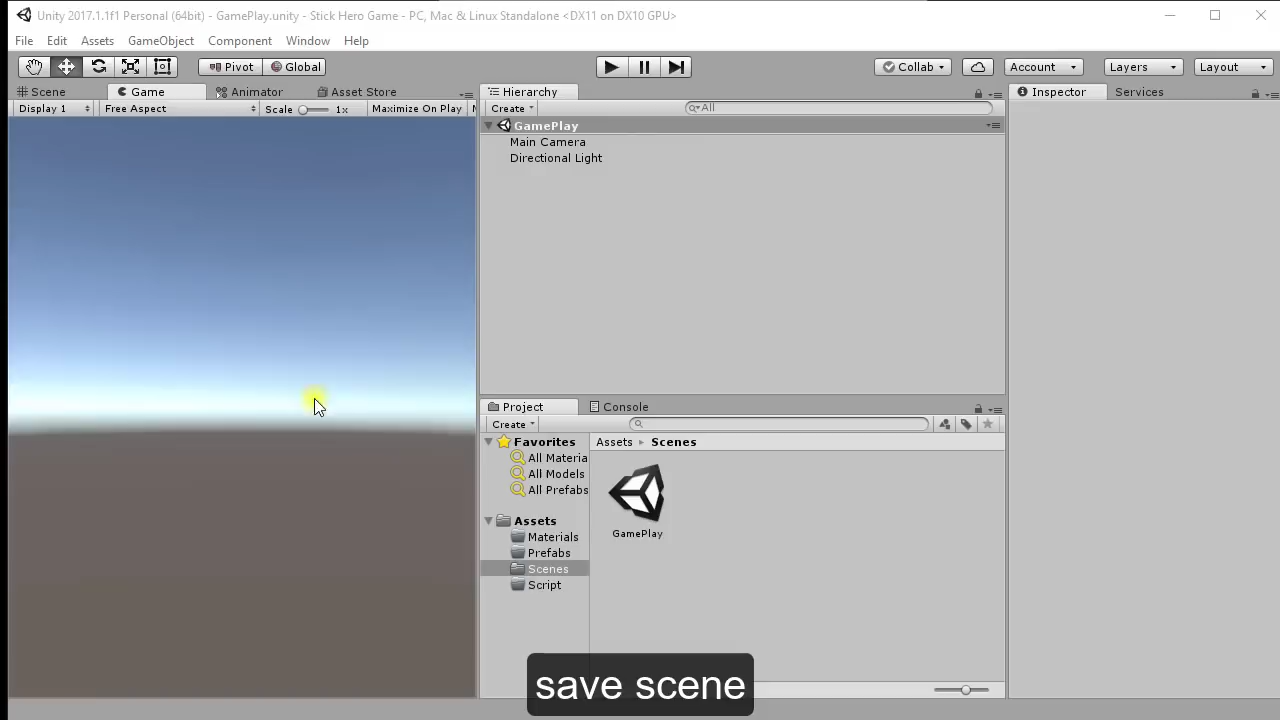 Unity 2017.1.1f1 Personal (64bit) - GamePlay.unity - Stick Hero Game - PC, Mac & Linux Standalone <DX11 on DX10 GPU>
File Edit Assets GameObject Component Window Help
Pivot Global Collab Account Layers Layout
Scene Game Animator Asset Store
Display 1 Free Aspect Scale 1x Maximize On Play
Hierarchy
Create All
GamePlay
Main Camera
Directional Light
Inspector Services
Project Console
Create
Favorites
All Materia
All Models
All Prefabs
Assets
Materials
Prefabs
Scenes
Script
Assets Scenes
GamePlay
save scene